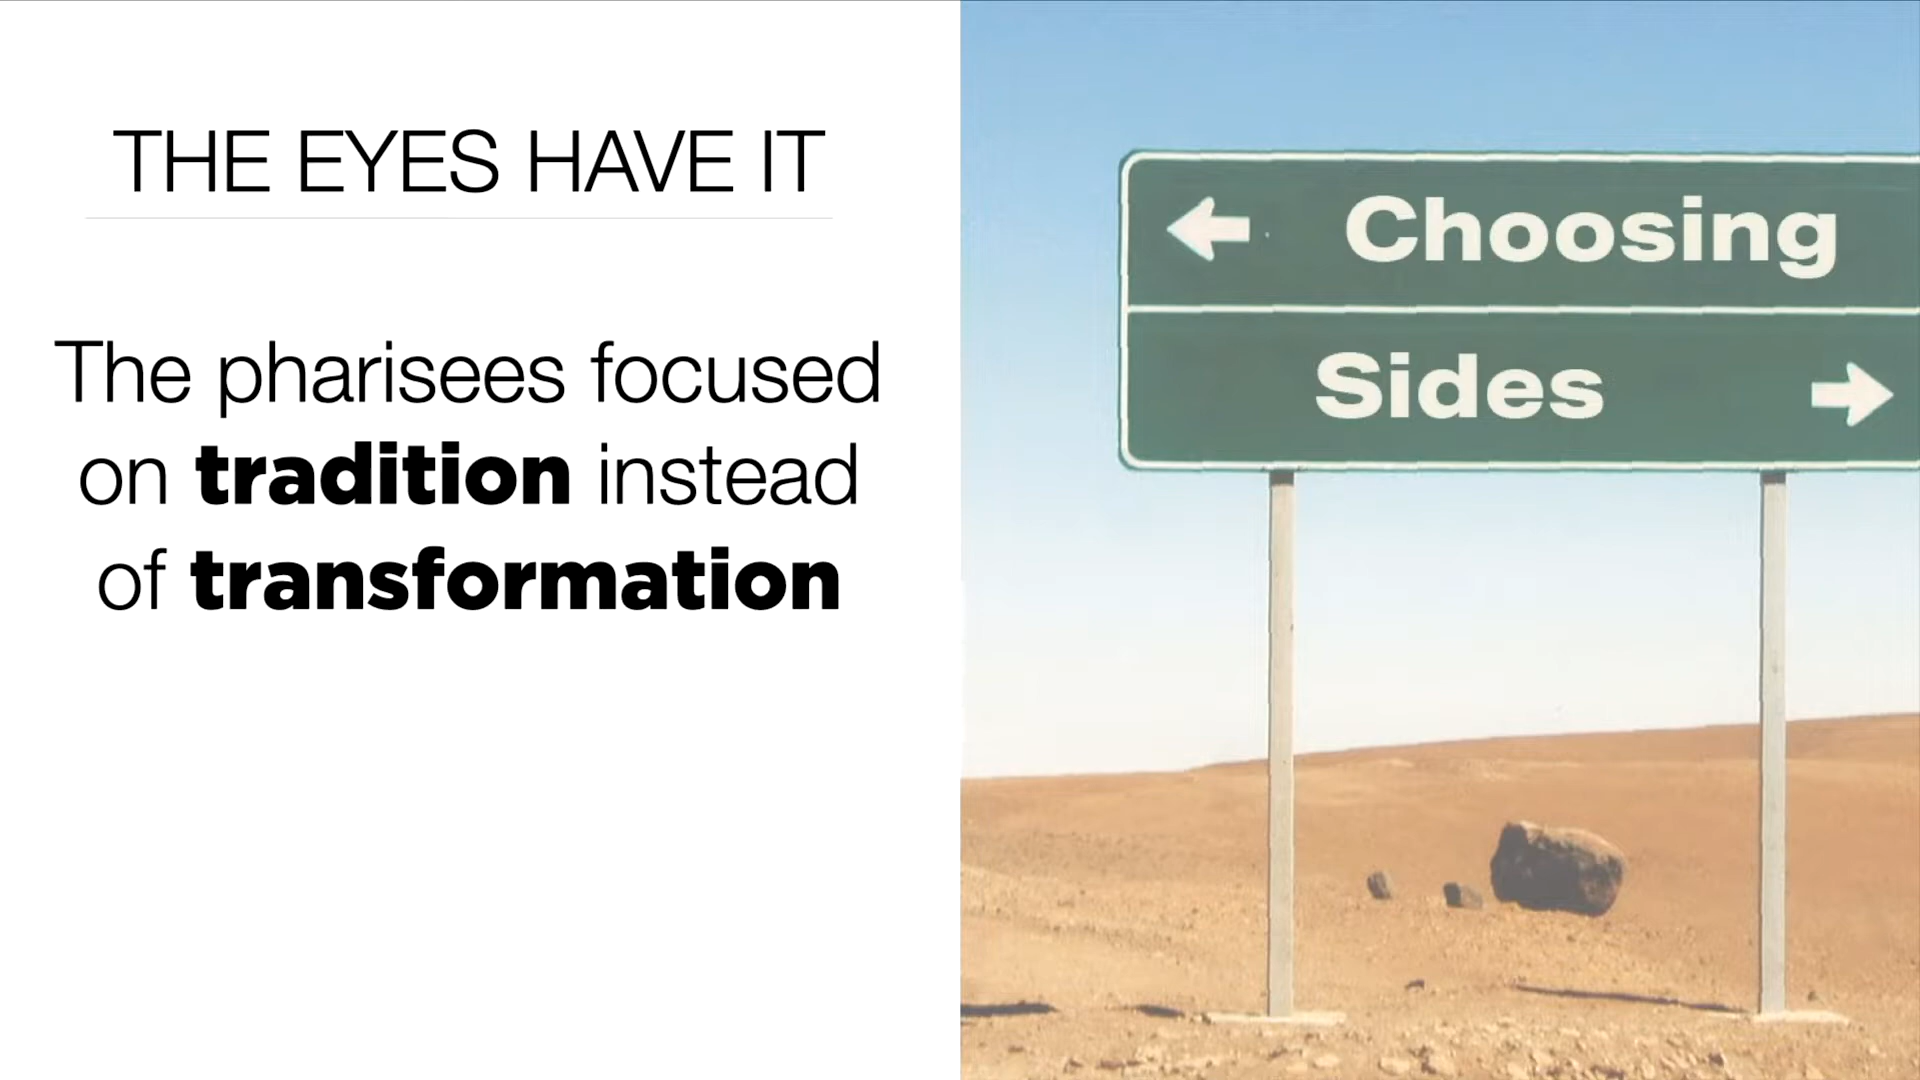 THE EYES HAVE IT
The pharisees focused
on tradition instead
of transformation
Choosing
Sides